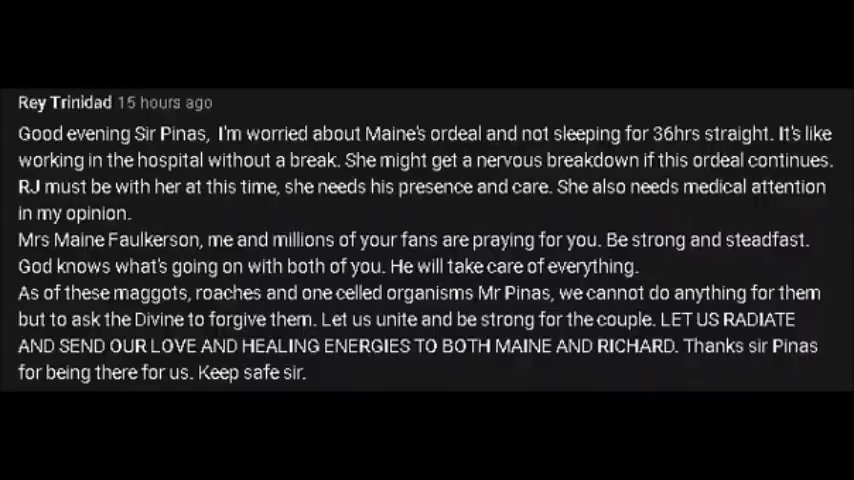 Rey Trinidad 15 hours ago
Good evening Sir Pinas, I'm worried about Maine's ordeal and not sleeping for 36hrs straight. It's like
working in the hospital without a break. She might get a nervous breakdown if this ordeal continues.
RJ must be with her at this time, she needs his presence and care. She also needs medical attention
in my opinion.
Mrs Maine Faulkerson, me and millions of your fans are praying for you. Be strong and steadfast.
God knows what's going on with both of you. He will take care of everything.
As of these maggots, roaches and one celled organisms Mr Pinas, we cannot do anything for them
but to ask the Divine to forgive them. Let us unite and be strong for the couple. LET US RADIATE
AND SEND OUR LOVE AND HEALING ENERGIES TO BOTH MAINE AND RICHARD. Thanks sir Pinas
for being there for us. Keep safe sir.